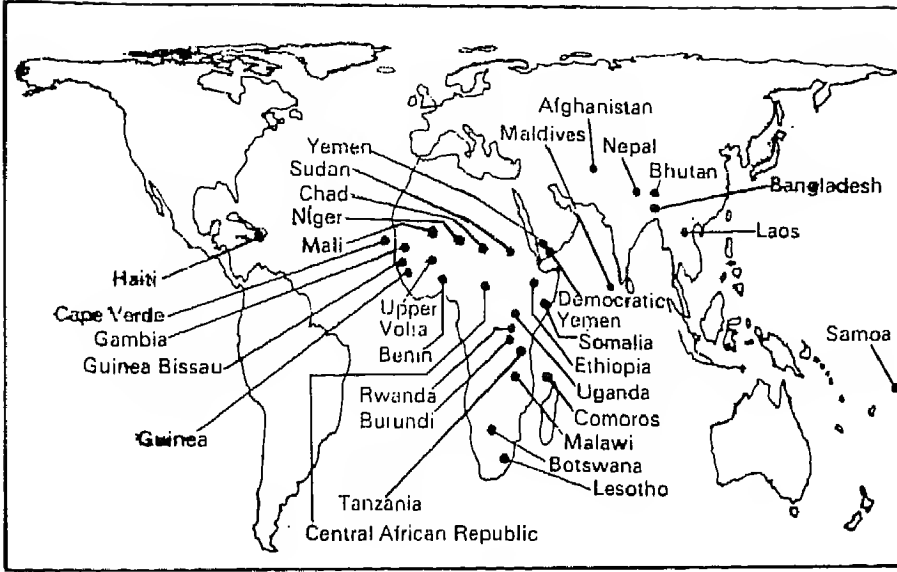 Afghanistan
Yemen
Maldives
Nepal
Sudan
Bhutan
Chad
Bangladesh
Niger
Mali
Laos
Haiti
Cape Verde
Upper
Volta
Democratic
Yemen
Gambia
Somalia
Samoa
Benin
Guinea Bissau
Ethiopia
Rwanda
Uganda
Burundi
Comoros
Guinea
Malawi
Botswana
Lesotho
Tanzania
Central African Republic